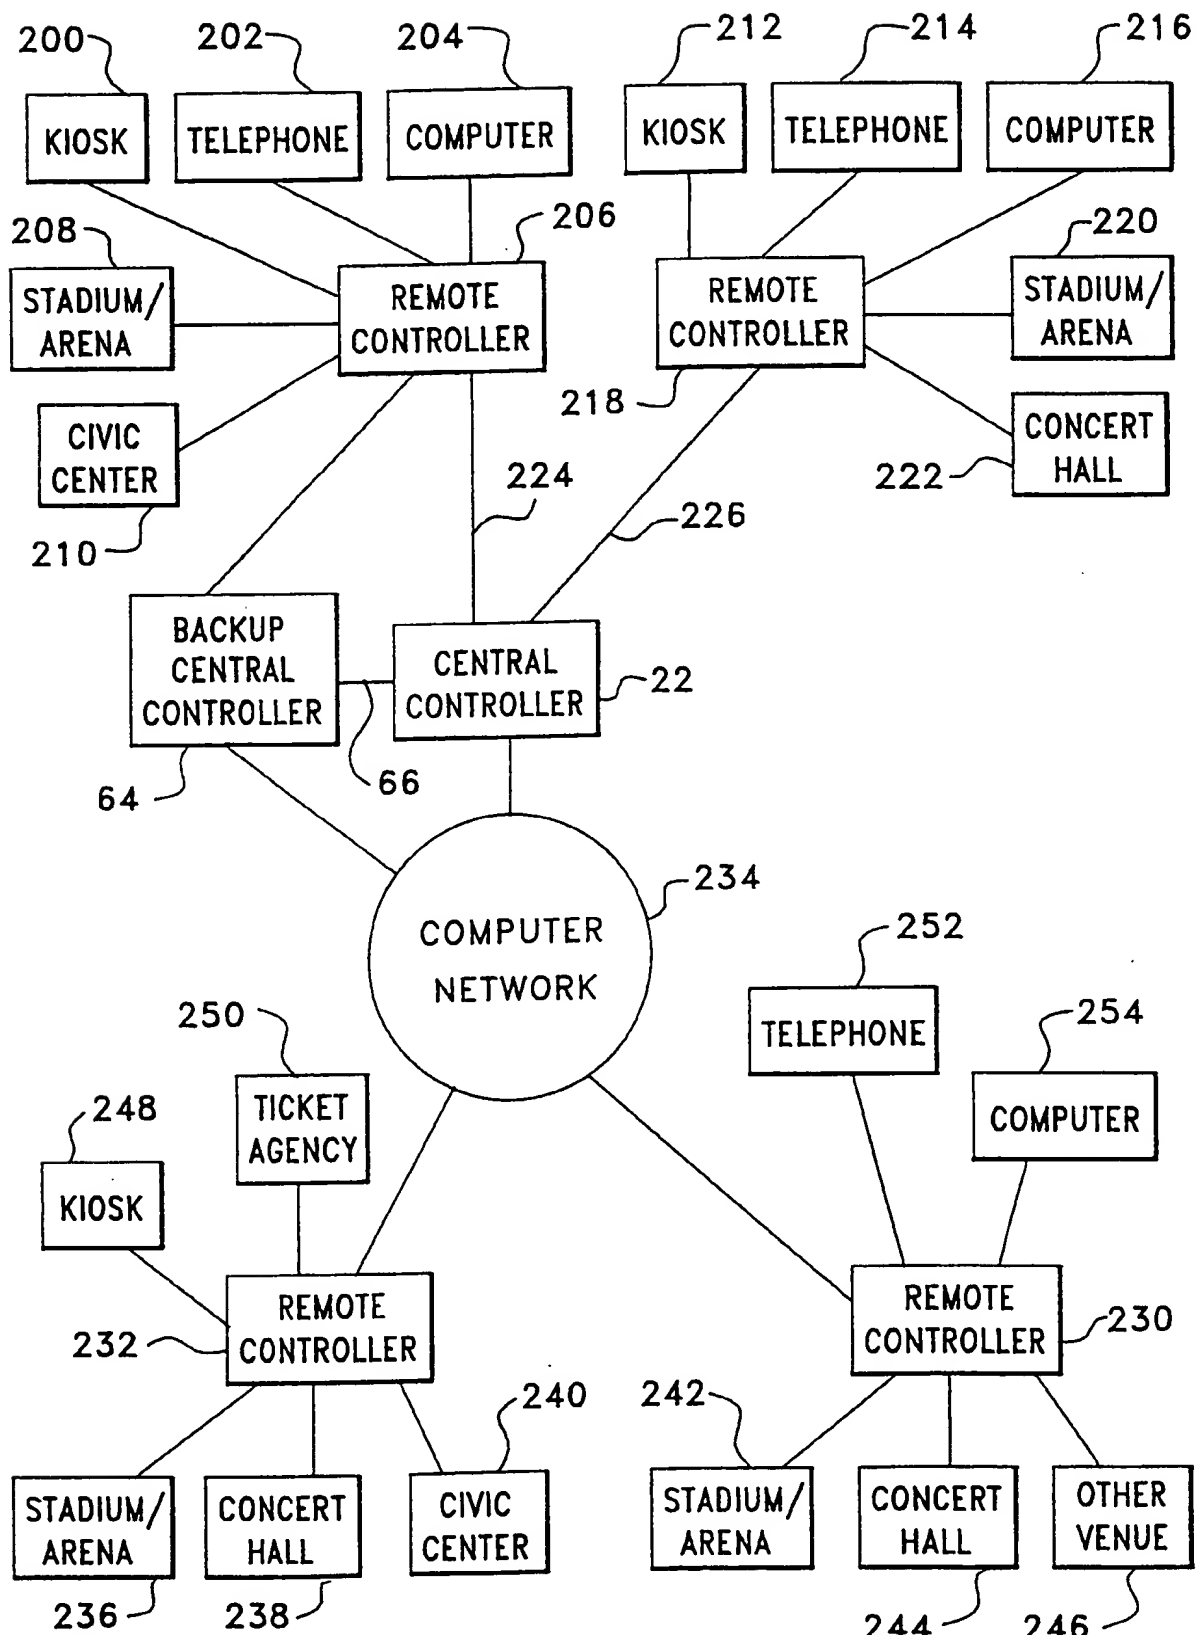 200
202
204
212
214
216
KIOSK
TELEPHONE
COMPUTER
KIOSK
TELEPHONE
COMPUTER
206
208
220
STADIUM/
ARENA
REMOTE
CONTROLLER
REMOTE
CONTROLLER
STADIUM/
ARENA
218
CIVIC
CENTER
CONCERT
HALL
222
224
210
226
BACKUP
CENTRAL
CONTROLLER
CENTRAL
CONTROLLER
22
66
64
234
COMPUTER
NETWORK
252
250
TELEPHONE
254
248
TICKET
AGENCY
COMPUTER
KIOSK
REMOTE
CONTROLLER
232
REMOTE
CONTROLLER
230
240
242
STADIUM/
ARENA
CONCERT
HALL
CIVIC
CENTER
STADIUM/
ARENA
CONCERT
HALL
OTHER
VENUE
236
238
244
246